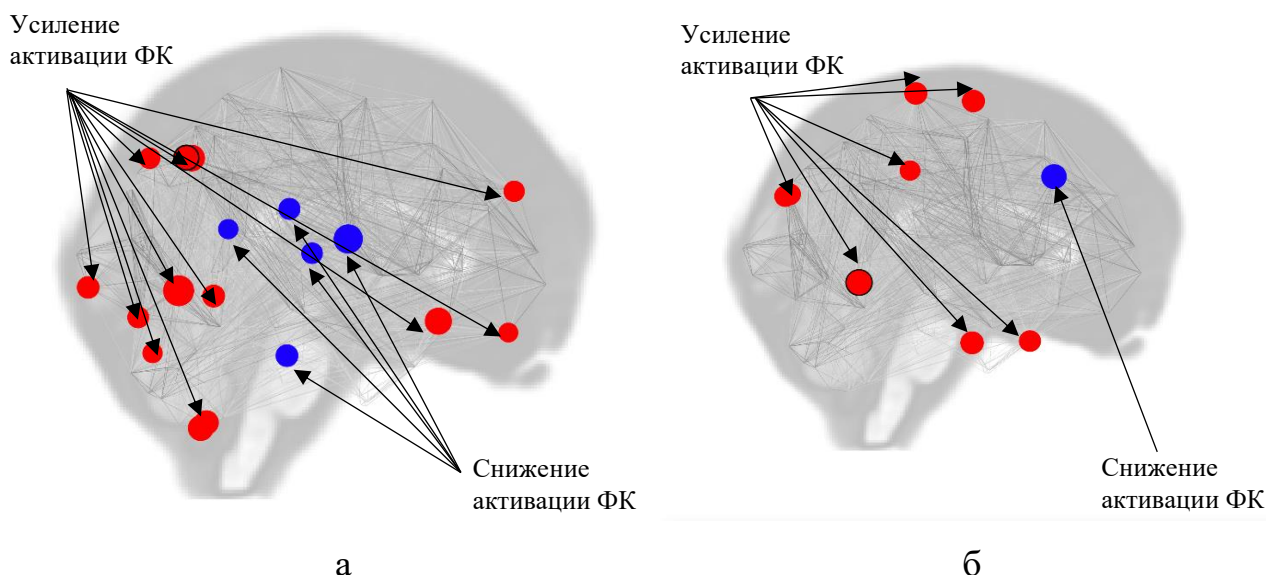 Усиление
активации ФК
Снижение
активации ФК
а
Усиление
активации ФК
Снижение
активации ФК
б